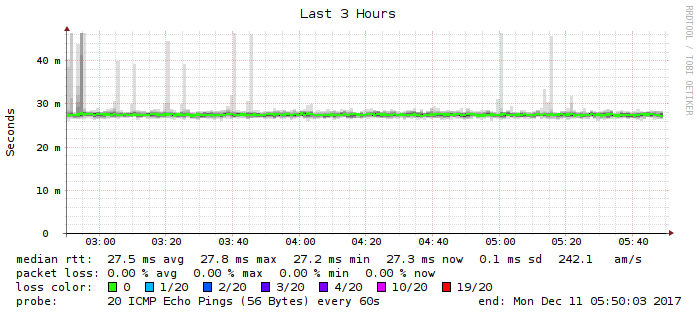 Last 3 Hours
RRDTOOL / TOBI OETIKER
Seconds
40 m
30 m
20 m
10 m
0
03:00 03:20 03:40 04:00 04:20 04:40 05:00 05:20 05:40
median rtt: 27.5 ms avg 27.8 ms max 27.2 ms min 27.3 ms now 0.1 ms sd 242.1 am/s
packet loss: 0.00 % avg 0.00 % max 0.00 % min 0.00 % now
loss color: 0 1/20 2/20 3/20 4/20 10/20 19/20
probe: 20 ICMP Echo Pings (56 Bytes) every 60s end: Mon Dec 11 05:50:03 2017